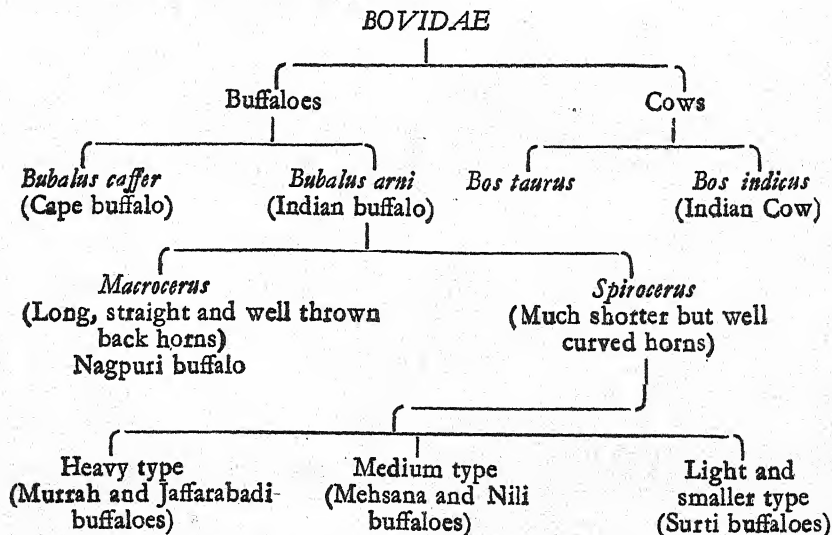 BOVIDAE
Buffaloes
Cows
Bubalus caffer
(Cape buffalo)
Bubalus arni
(Indian buffalo)
Bos taurus
Bos indicus
(Indian Cow)
Macrocerus
(Long, straight and well thrown
back horns)
Nagpuri buffalo
Spirocerus
(Much shorter but well
curved horns)
Heavy type
(Murrah and Jaffarabadi-
buffaloes)
Medium type
(Mehsana and Nili
buffaloes)
Light and
smaller type
(Surti buffaloes)